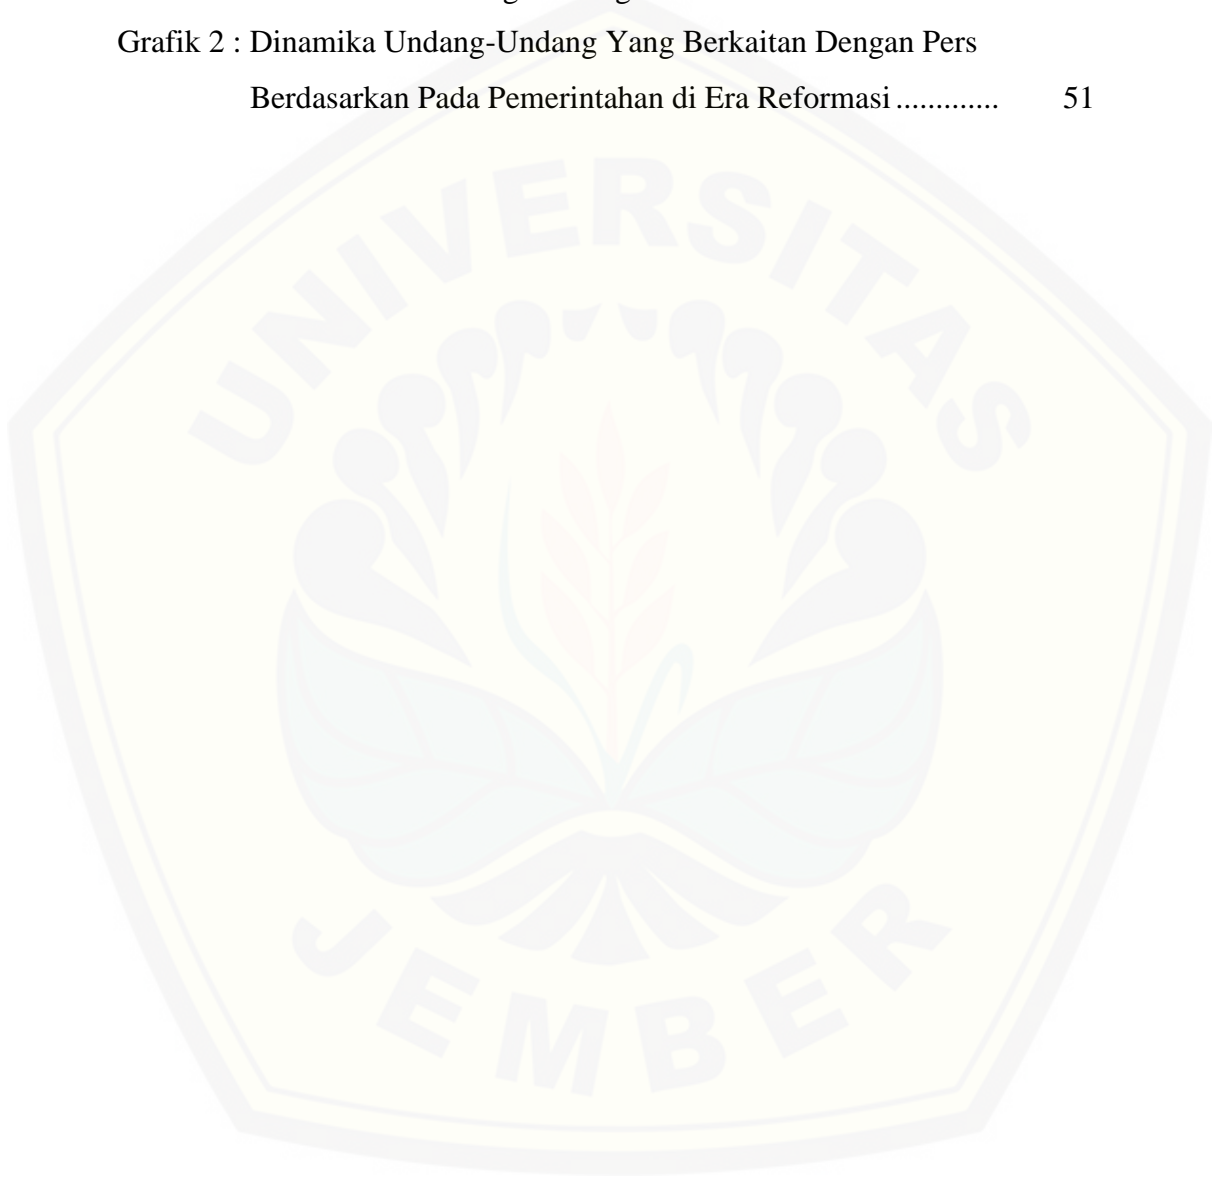 Grafik 2 : Dinamika Undang-Undang Yang Berkaitan Dengan Pers
Berdasarkan Pada Pemerintahan di Era Reformasi ............. 51
UNIVERSITAS
JEMBER